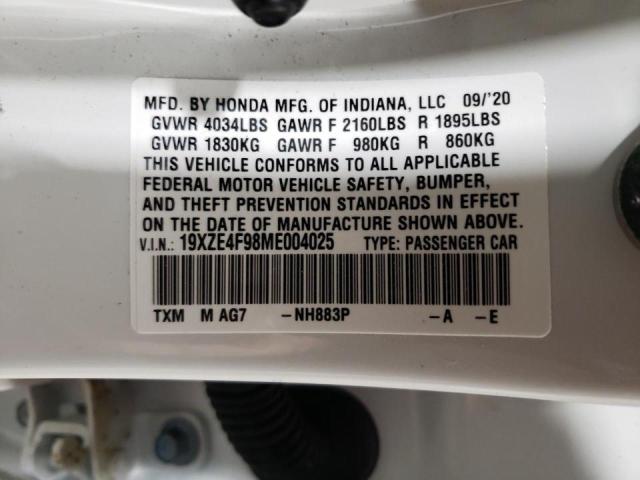 MFD. BY HONDA MFG. OF INDIANA, LLC 09/'20
GVWR 4034LBS GAWR F 2160LBS R 1895LBS
GVWR 1830KG GAWR F 980KG R 860KG
THIS VEHICLE CONFORMS TO ALL APPLICABLE
FEDERAL MOTOR VEHICLE SAFETY, BUMPER,
AND THEFT PREVENTION STANDARDS IN EFFECT
ON THE DATE OF MANUFACTURE SHOWN ABOVE.
V.I.N.: 19XZE4F98ME004025 TYPE: PASSENGER CAR
TXM M AG7 -NH883P -A -E